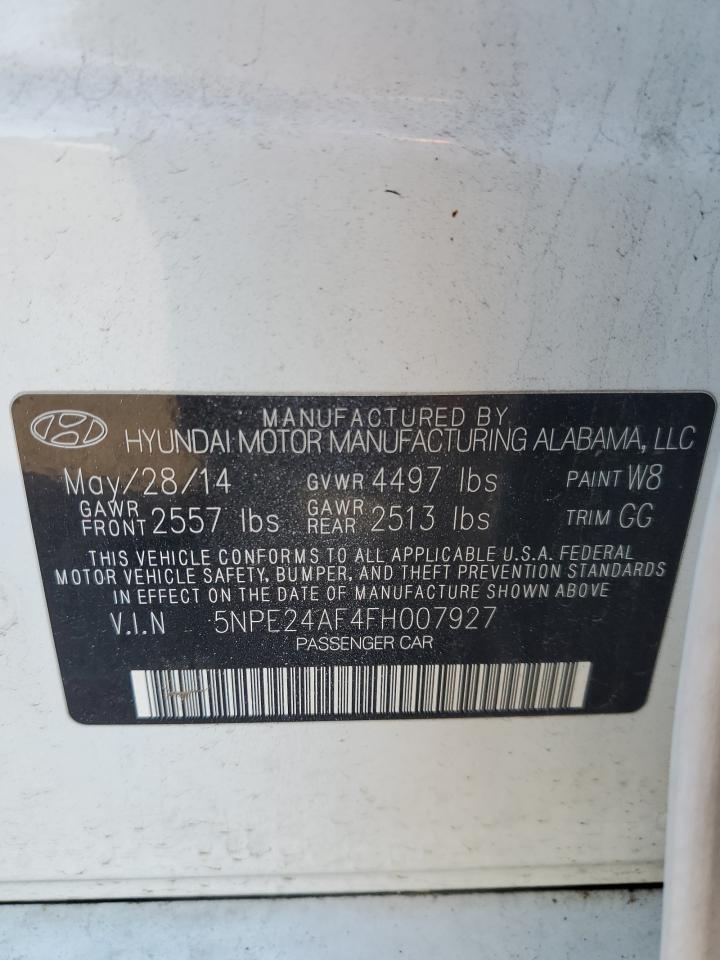 MANUFACTURED BY
HYUNDAI MOTOR MANUFACTURING ALABAMA, LLC
May/28/14 GVWR 4497 lbs PAINT W8
GAWR FRONT 2557 lbs GAWR REAR 2513 lbs TRIM GG
THIS VEHICLE CONFORMS TO ALL APPLICABLE U.S.A. FEDERAL
MOTOR VEHICLE SAFETY, BUMPER, AND THEFT PREVENTION STANDARDS
IN EFFECT ON THE DATE OF MANUFACTURE SHOWN ABOVE
V.I.N 5NPE24AF4FH007927
PASSENGER CAR